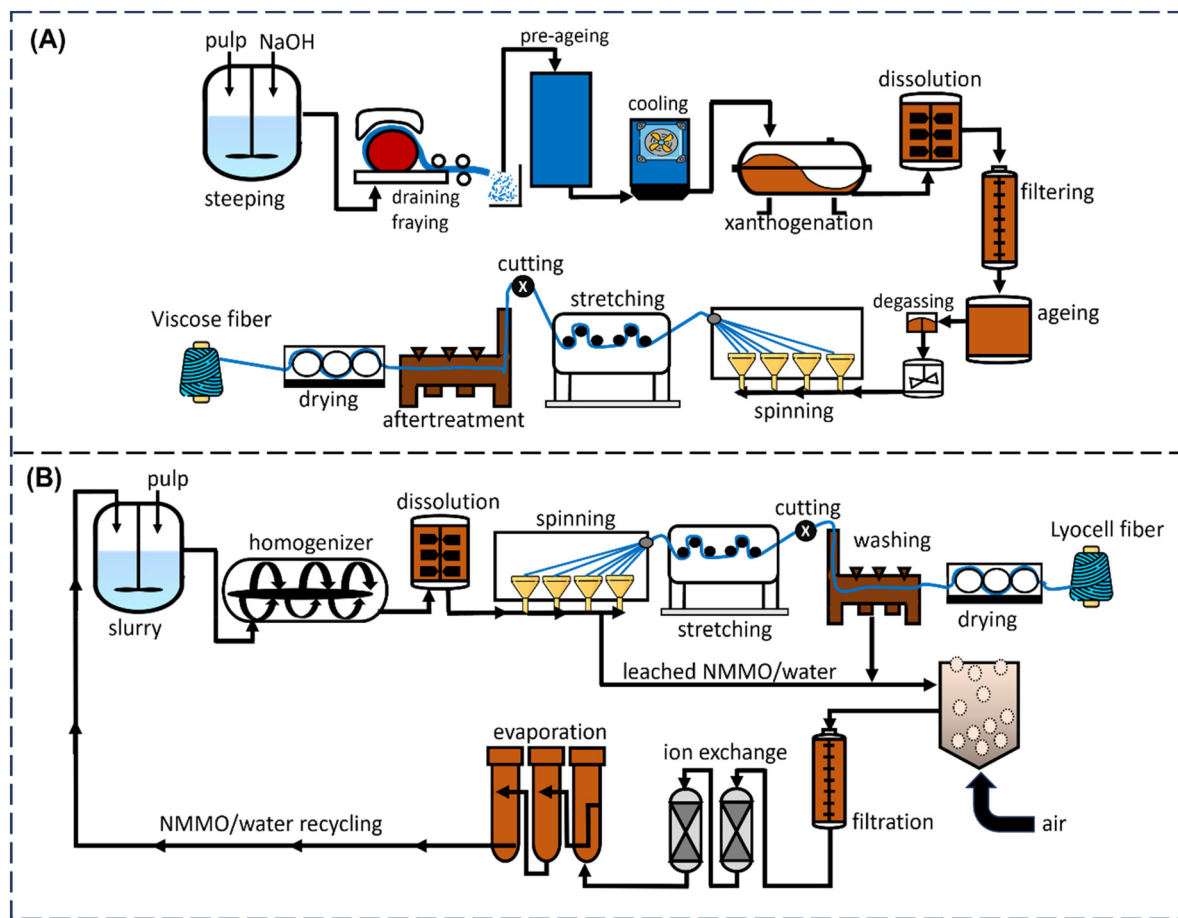 (A)
pulp NaOH
steeping
draining
fraying
pre-ageing
cooling
xanthogenation
dissolution
filtering
ageing
degassing
spinning
stretching
cutting
X
aftertreatment
drying
Viscose fiber
(B)
pulp
slurry
homogenizer
dissolution
spinning
stretching
cutting
X
washing
drying
Lyocell fiber
leached NMMO/water
air
filtration
ion exchange
evaporation
NMMO/water recycling